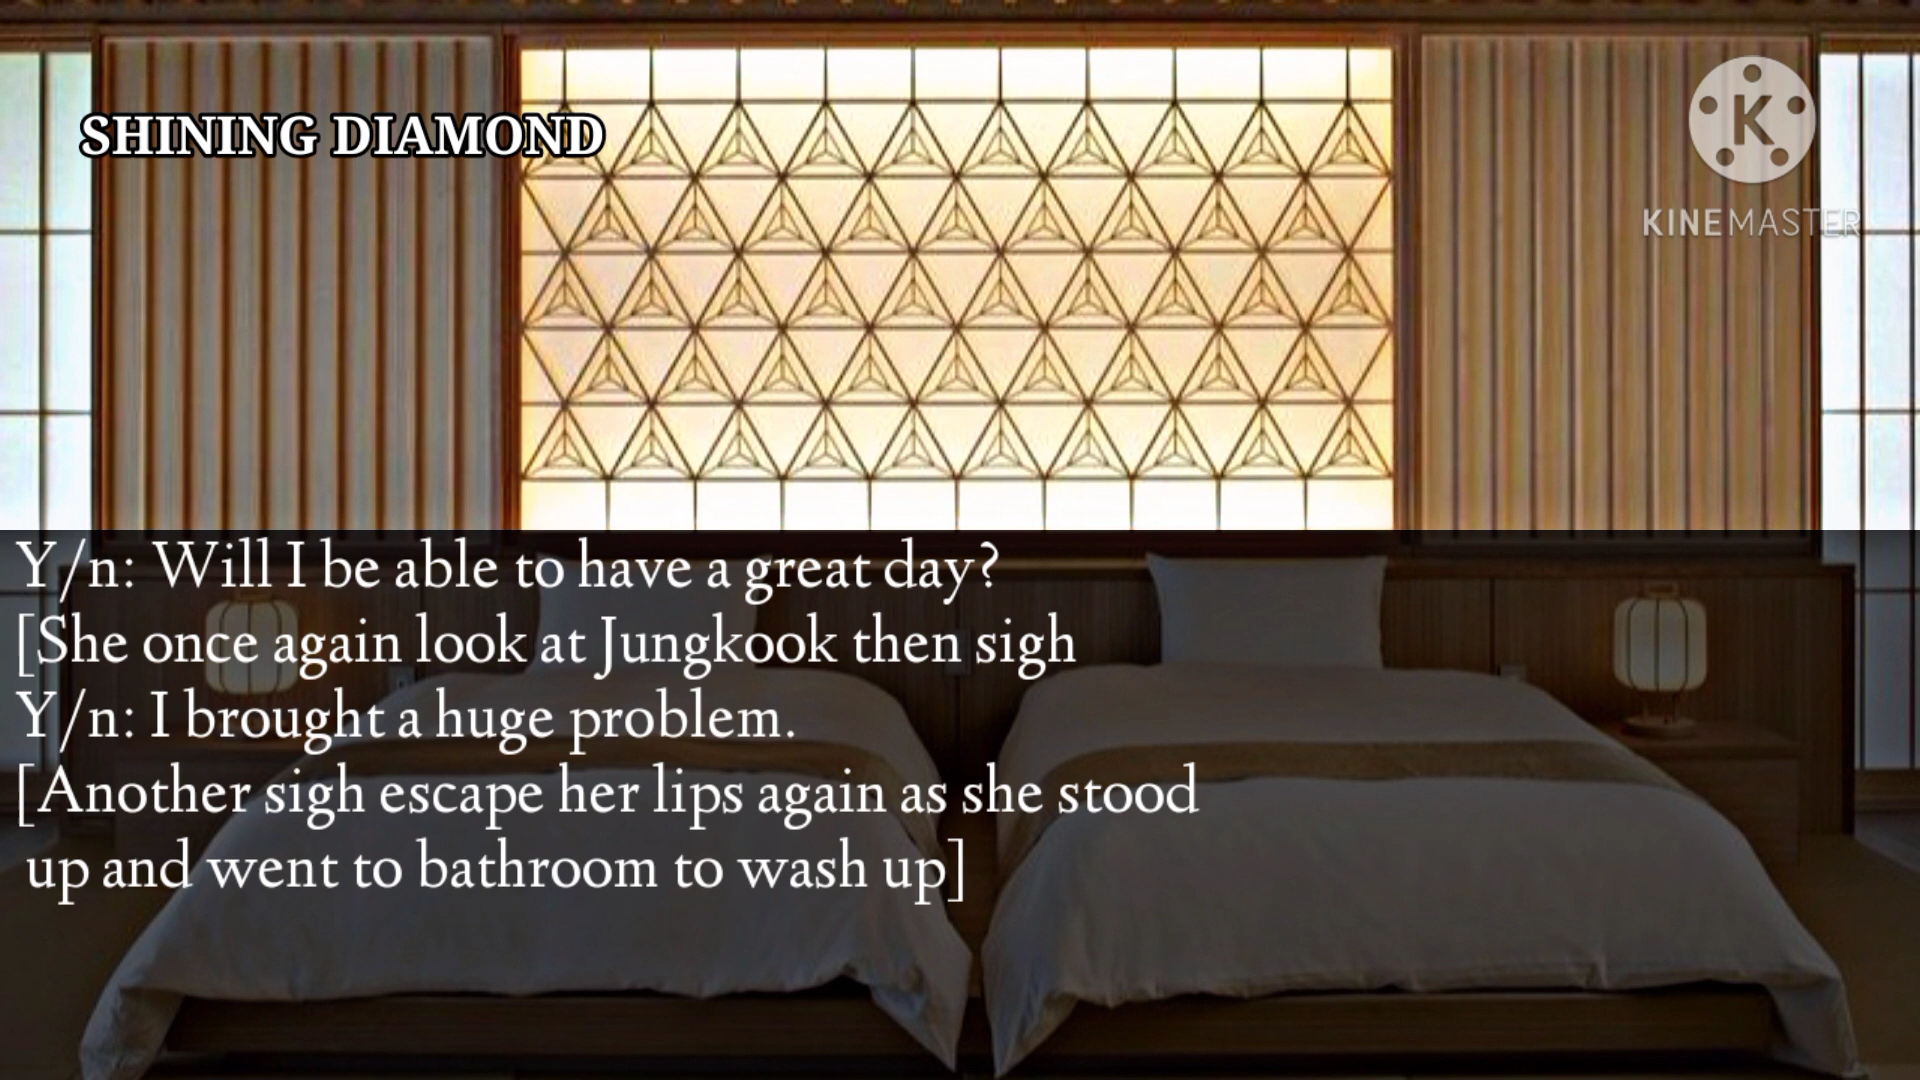 SHINING DIAMOND
K
KINEMASTER
Y/n: Will I be able to have a great day?
[She once again look at Jungkook then sigh
Y/n: I brought a huge problem.
[Another sigh escape her lips again as she stood
up and went to bathroom to wash up]